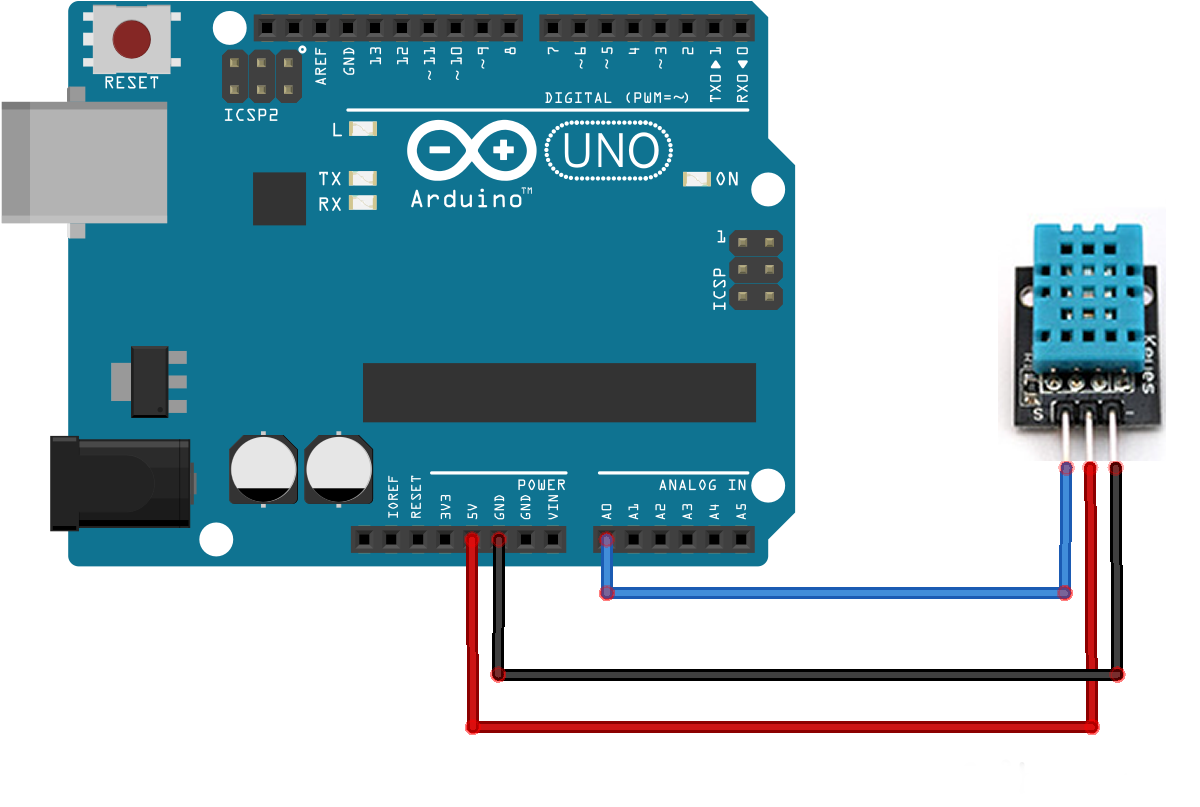 RESET
ICSP2
AREF
GND
13
12
~11
~10
~9
8
7
~6
~5
4
~3
2
TX0▶1
RX0◀0
DIGITAL (PWM=~)
L
TX
RX
Arduino™
UNO
ON
1
ICSP
Keyes
S
-
POWER
ANALOG IN
IOREF
RESET
3V3
5V
GND
GND
VIN
A0
A1
A2
A3
A4
A5